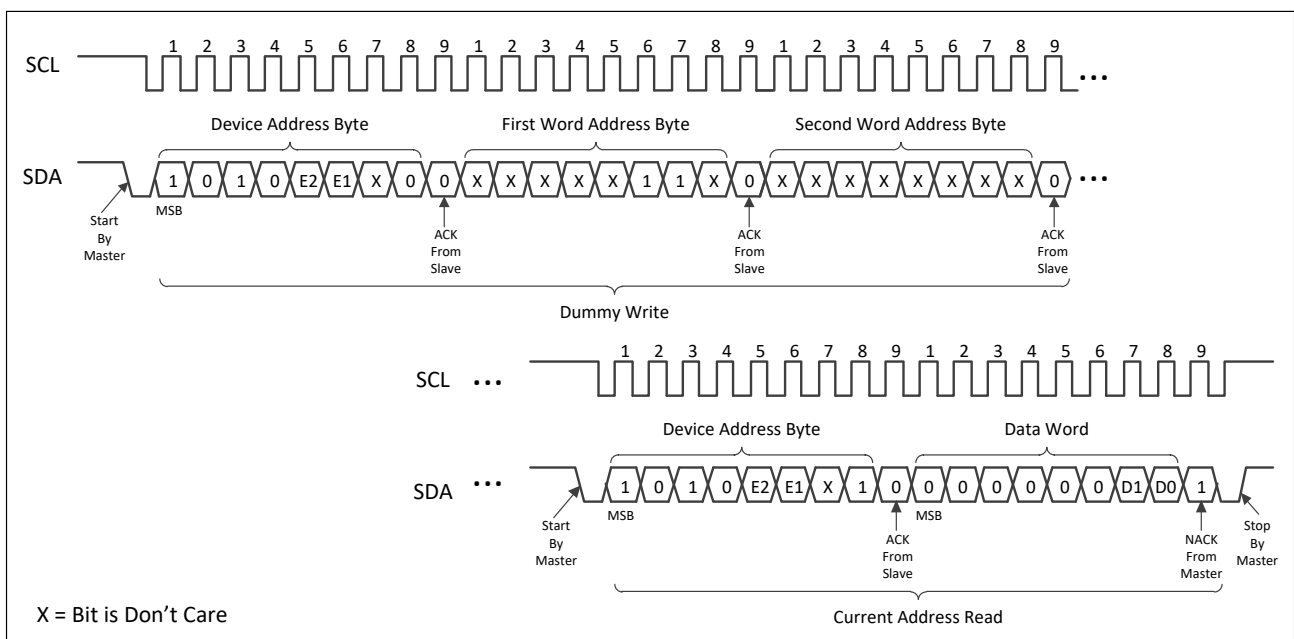 1 2 3 4 5 6 7 8 9 1 2 3 4 5 6 7 8 9 1 2 3 4 5 6 7 8 9
SCL ...
Device Address Byte First Word Address Byte Second Word Address Byte
SDA 1 0 1 0 E2 E1 X 0 0 X X X X X 1 1 X 0 X X X X X X X X 0 ...
MSB
Start By Master
ACK From Slave
ACK From Slave
ACK From Slave
Dummy Write
1 2 3 4 5 6 7 8 9 1 2 3 4 5 6 7 8 9
SCL ...
Device Address Byte Data Word
SDA ... 1 0 1 0 E2 E1 X 1 0 0 0 0 0 0 0 D1 D0 1
MSB MSB
Start By Master
ACK From Slave
NACK From Master
Stop By Master
Current Address Read
X = Bit is Don’t Care